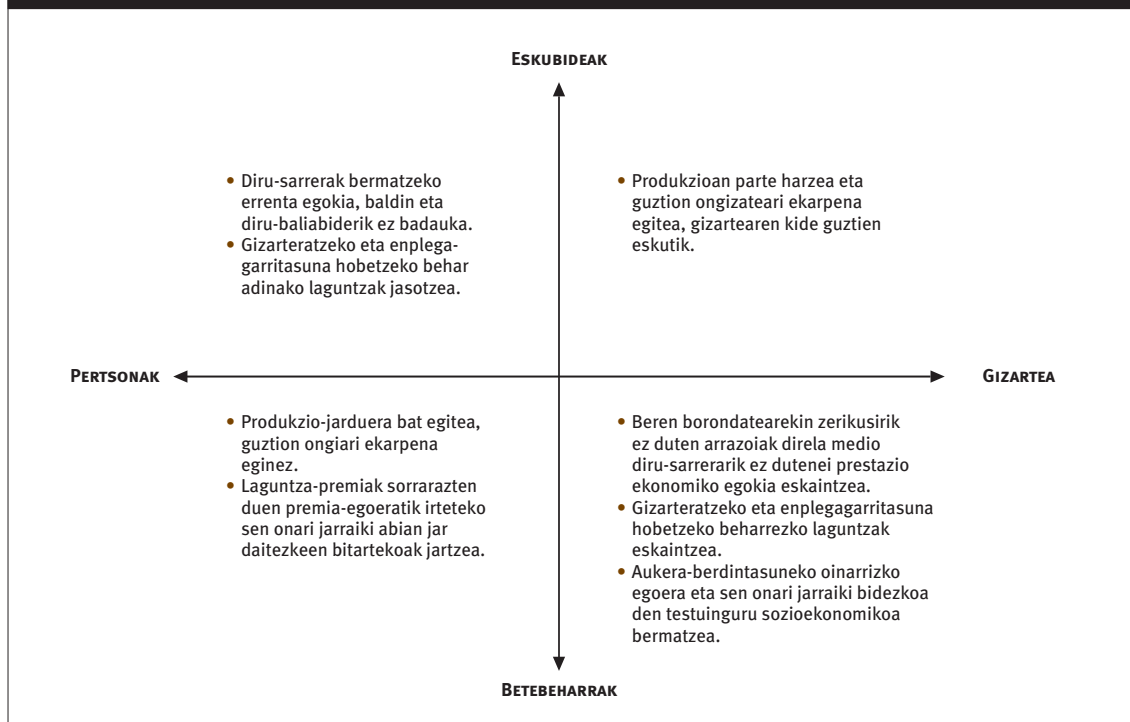 ESKUBIDEAK
• Diru-sarrerak bermatzeko
errenta egokia, baldin eta
diru-baliabiderik ez badauka.
• Gizarteratzeko eta enplega-
garritasuna hobetzeko behar
adinako laguntzak jasotzea.
• Produkzioan parte harzea eta
guztion ongizateari ekarpena
egitea, gizartearen kide guztien
eskutik.
PERTSONAK
GIZARTEA
• Produkzio-jarduera bat egitea,
guztion ongiari ekarpena
eginez.
• Laguntza-premiak sorrarazten
duen premia-egoeratik irteteko
sen onari jarraiki abian jar
daitezkeen bitartekoak jartzea.
• Beren borondatearekin zerikusirik
ez duten arrazoiak direla medio
diru-sarrerarik ez dutenei prestazio
ekonomiko egokia eskaintzea.
• Gizarteratzeko eta enplegagarritasuna
hobetzeko beharrezko laguntzak
eskaintzea.
• Aukera-berdintasuneko oinarrizko
egoera eta sen onari jarraiki bidezkoa
den testuinguru sozioekonomikoa
bermatzea.
BETEBEHARRAK